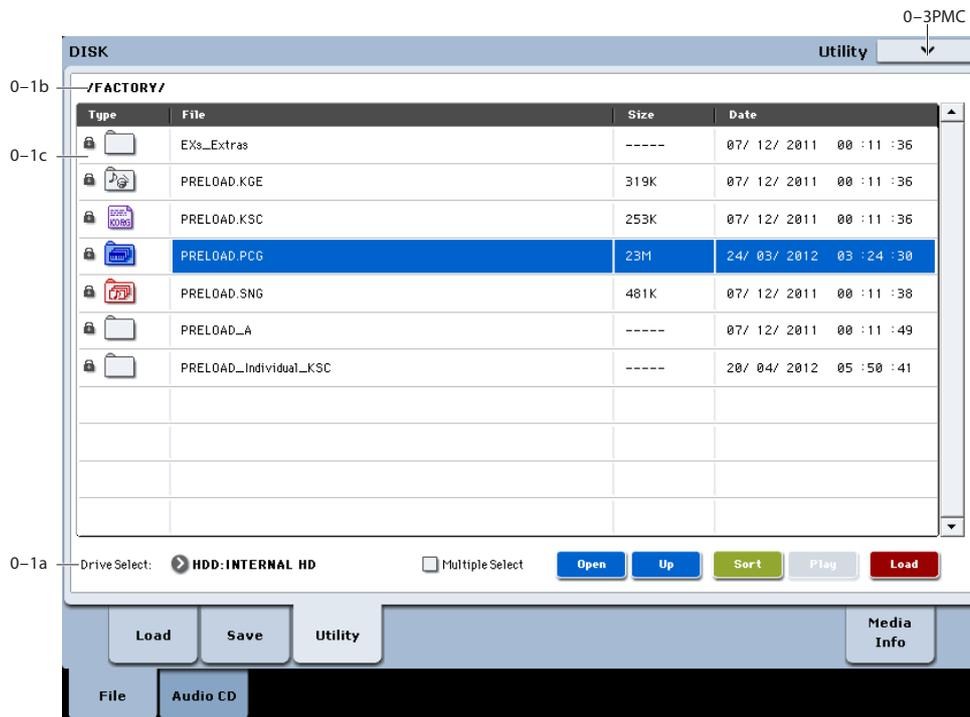 0–3PMC
DISK Utility
0–1b /FACTORY/
Type File Size Date
0–1c
EXs_Extras ----- 07/ 12/ 2011 00 :11 :36
PRELOAD.KGE 319K 07/ 12/ 2011 00 :11 :36
KORG PRELOAD.KSC 253K 07/ 12/ 2011 00 :11 :36
PRELOAD.PCG 23M 24/ 03/ 2012 03 :24 :30
PRELOAD.SNG 481K 07/ 12/ 2011 00 :11 :38
PRELOAD_A ----- 07/ 12/ 2011 00 :11 :49
PRELOAD_Individual_KSC ----- 20/ 04/ 2012 05 :50 :41
0–1a Drive Select: HDD:INTERNAL HD Multiple Select Open Up Sort Play Load
Load Save Utility Media Info
File Audio CD